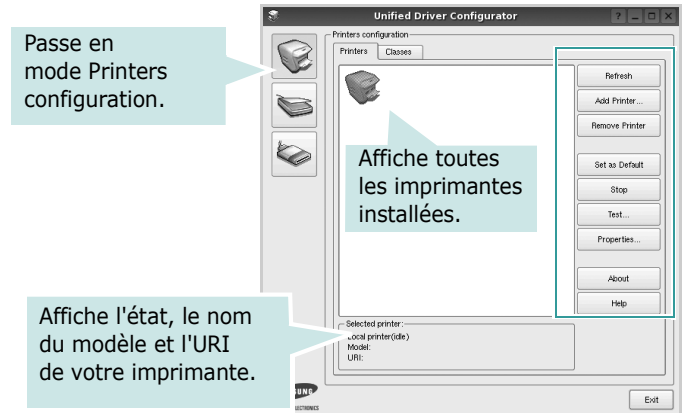 Unified Driver Configurator
Passe en
mode Printers
configuration.
Printers configuration
Printers
Classes
Refresh
Add Printer...
Remove Printer
Set as Default
Stop
Test...
Properties...
About
Help
Affiche toutes
les imprimantes
installées.
Affiche l'état, le nom
du modèle et l'URI
de votre imprimante.
Selected printer:
Local printer(idle)
Model:
URI:
Exit